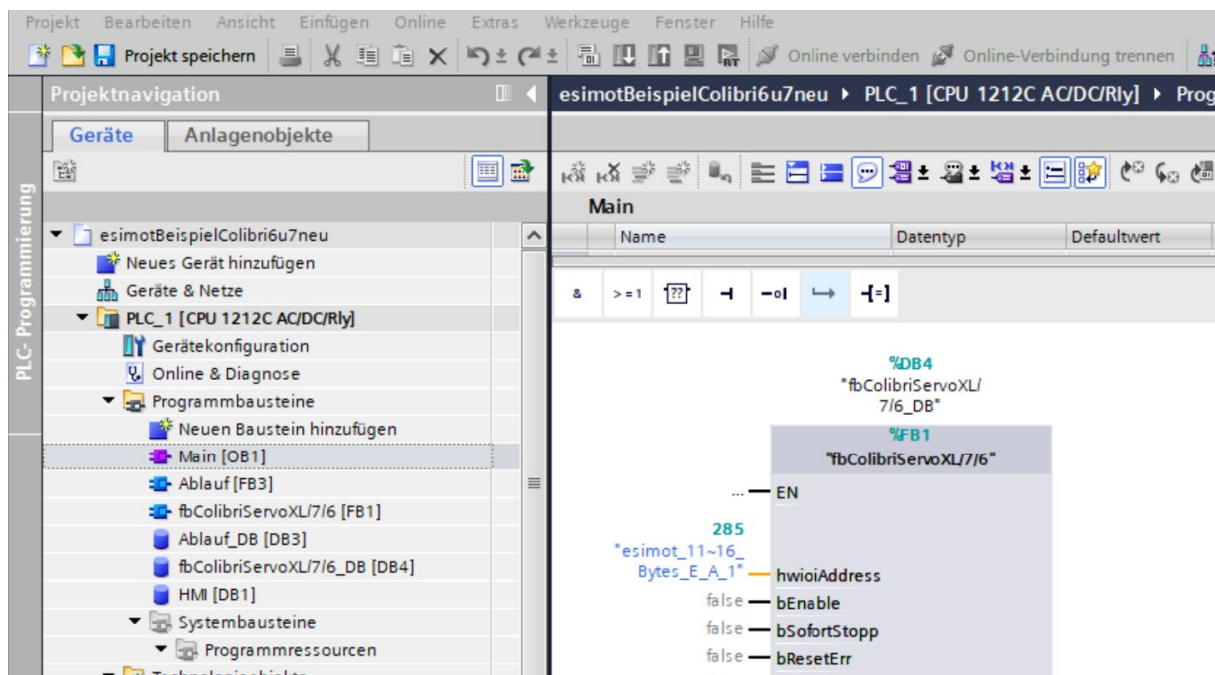 Projekt Bearbeiten Ansicht Einfügen Online Extras Werkzeuge Fenster Hilfe
Projekt speichern
Online verbinden
Online-Verbindung trennen
Projektnavigation
esimotBeispielColibri6u7neu
PLC_1 [CPU 1212C AC/DC/Rly]
Prog
Geräte
Anlagenobjekte
PLC- Programmierung
esimotBeispielColibri6u7neu
Neues Gerät hinzufügen
Geräte & Netze
PLC_1 [CPU 1212C AC/DC/Rly]
Gerätekonfiguration
Online & Diagnose
Programmbausteine
Neuen Baustein hinzufügen
Main [OB1]
Ablauf [FB3]
fbColibriServoXL/7/6 [FB1]
Ablauf_DB [DB3]
fbColibriServoXL/7/6_DB [DB4]
HMI [DB1]
Systembausteine
Programmressourcen
Technologieobjekte
Main
Name Datentyp Defaultwert
& >=1 ?? -[=]
%DB4
"fbColibriServoXL/
7/6_DB"
%FB1
"fbColibriServoXL/7/6"
... EN
285
"esimot_11~16_
Bytes_E_A_1" hwioiAddress
false bEnable
false bSofortStopp
false bResetErr